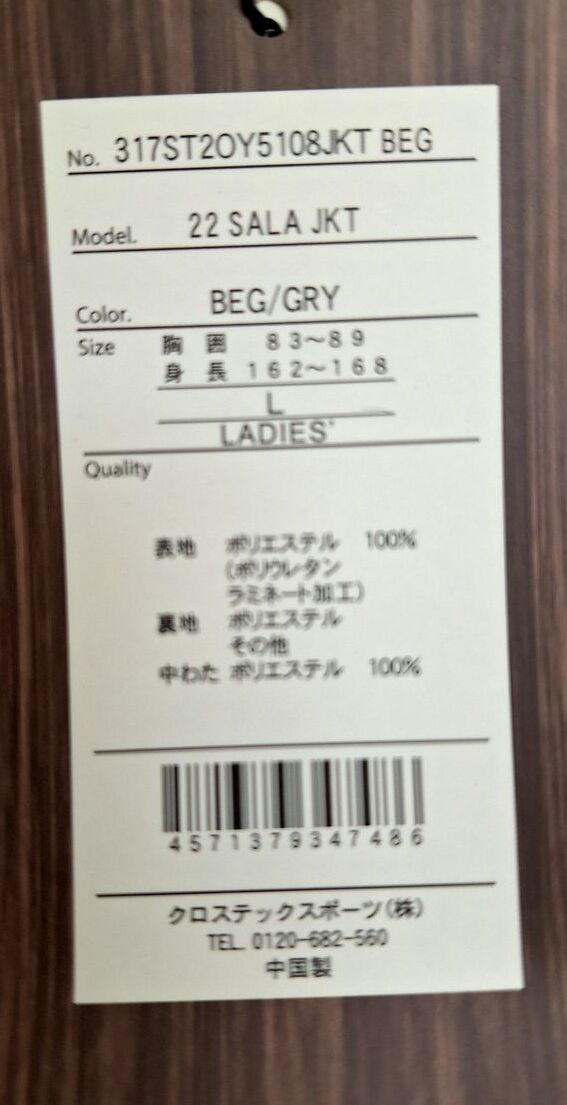 No. 317ST2OY5108JKT BEG
Model. 22 SALA JKT
Color. BEG/GRY
Size 胸囲 83～89
身長 162～168
L
LADIES'
Quality
表地 ポリエステル 100%
(ポリウレタン
ラミネート加工)
裏地 ポリエステル
その他
中わた ポリエステル 100%
4571379347486
クロステックスポーツ(株)
TEL. 0120-682-560
中国製